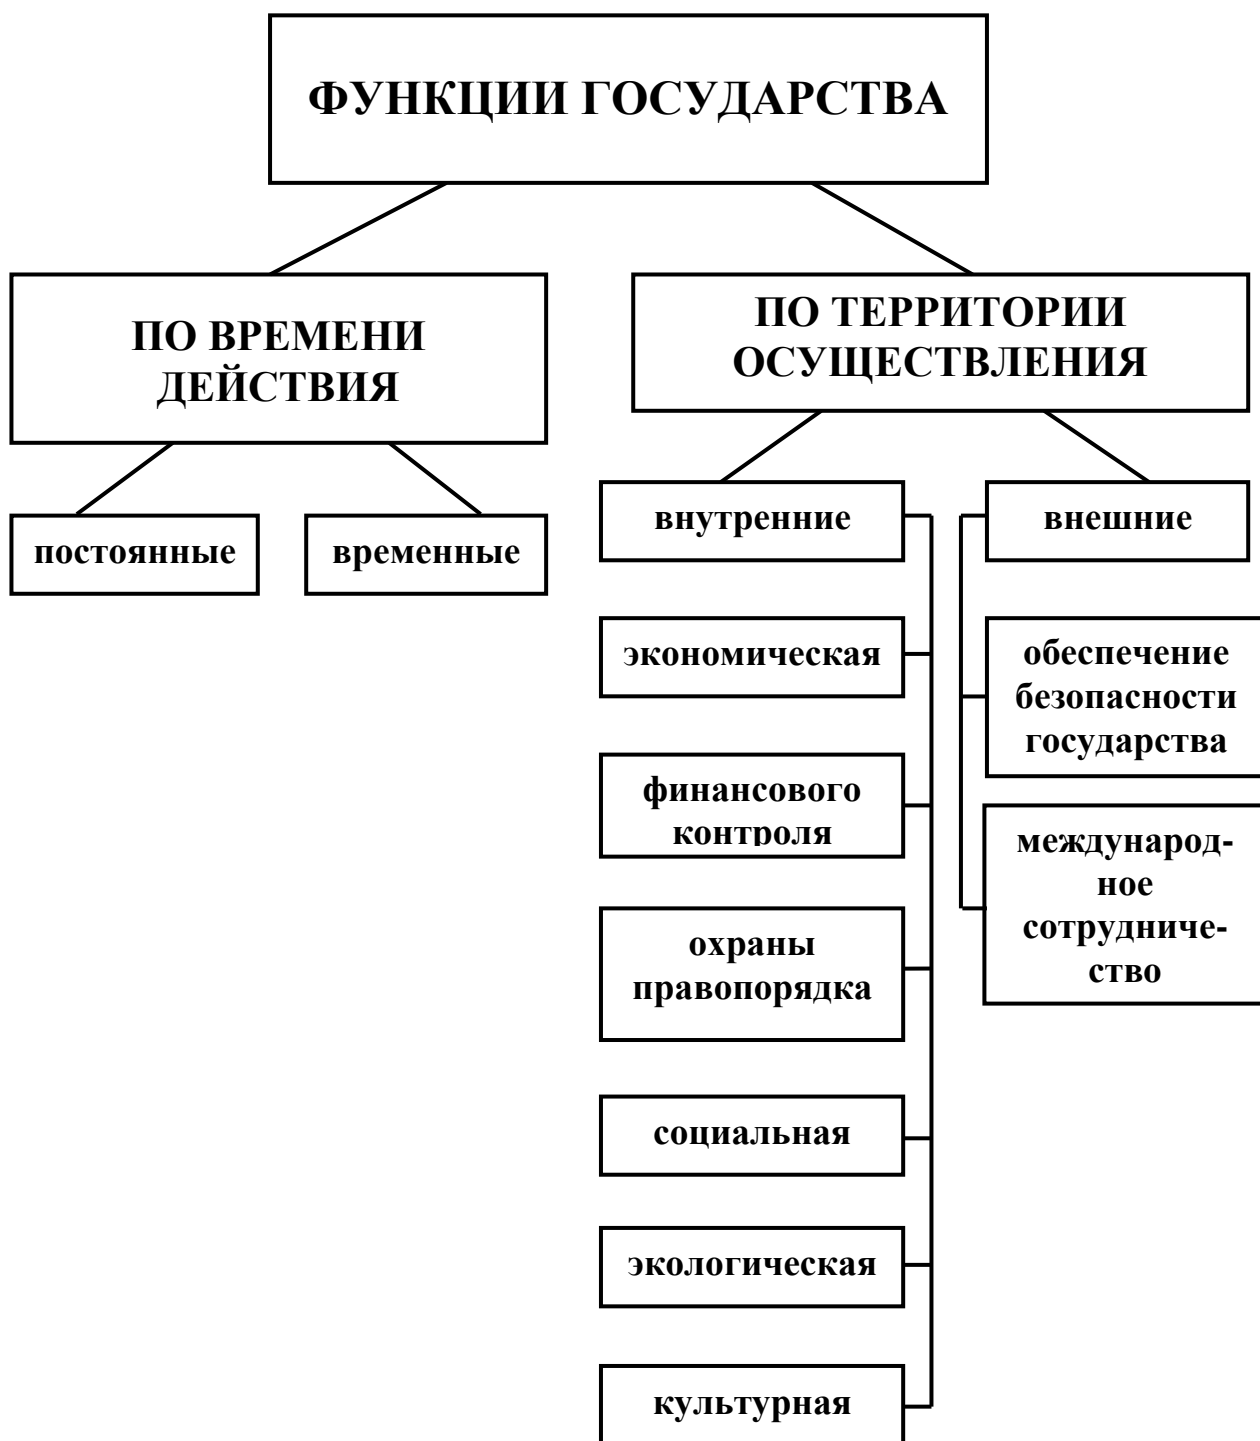 ФУНКЦИИ ГОСУДАРСТВА
ПО ВРЕМЕНИ
ДЕЙСТВИЯ
ПО ТЕРРИТОРИИ
ОСУЩЕСТВЛЕНИЯ
постоянные
временные
внутренние
внешние
экономическая
обеспечение
безопасности
государства
финансового
контроля
международ-
ное
сотрудниче-
ство
охраны
правопорядка
социальная
экологическая
культурная